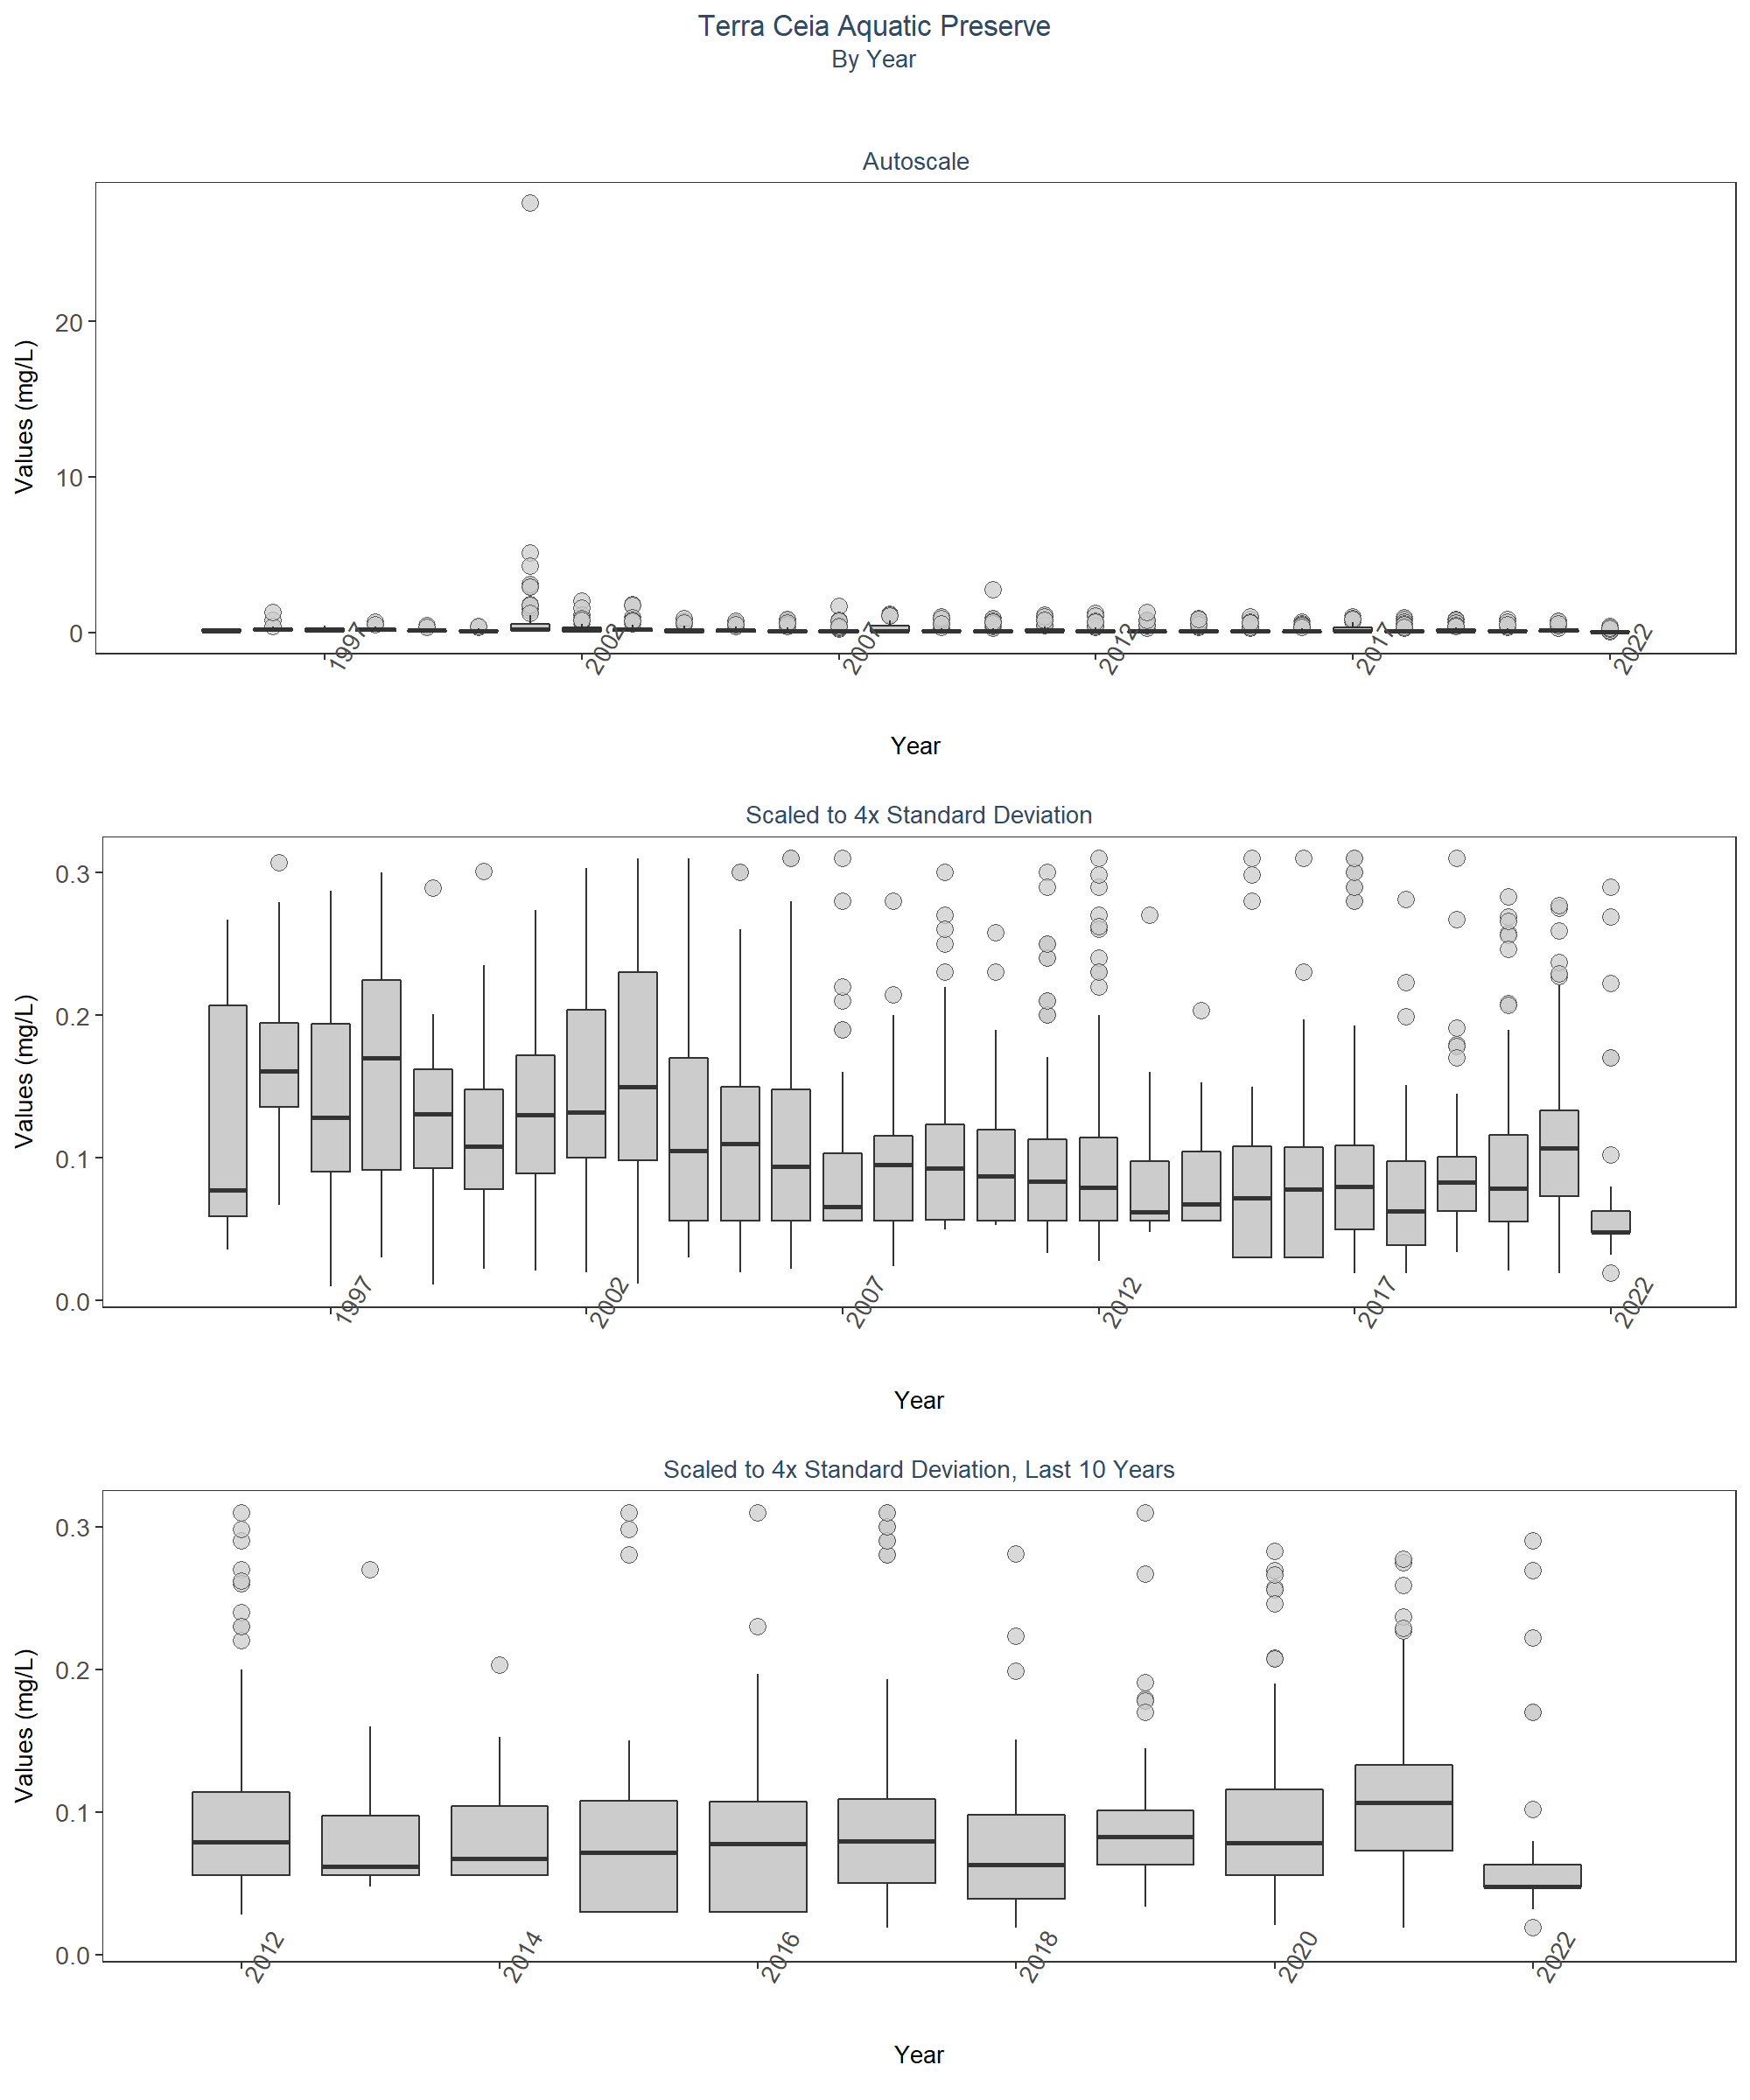 Terra Ceia Aquatic Preserve
By Year
Autoscale
Values (mg/L)
20
10
0
1997
2002
2007
2012
2017
2022
Year
Scaled to 4x Standard Deviation
Values (mg/L)
0.3
0.2
0.1
0.0
1997
2002
2007
2012
2017
2022
Year
Scaled to 4x Standard Deviation, Last 10 Years
Values (mg/L)
0.3
0.2
0.1
0.0
2012
2014
2016
2018
2020
2022
Year